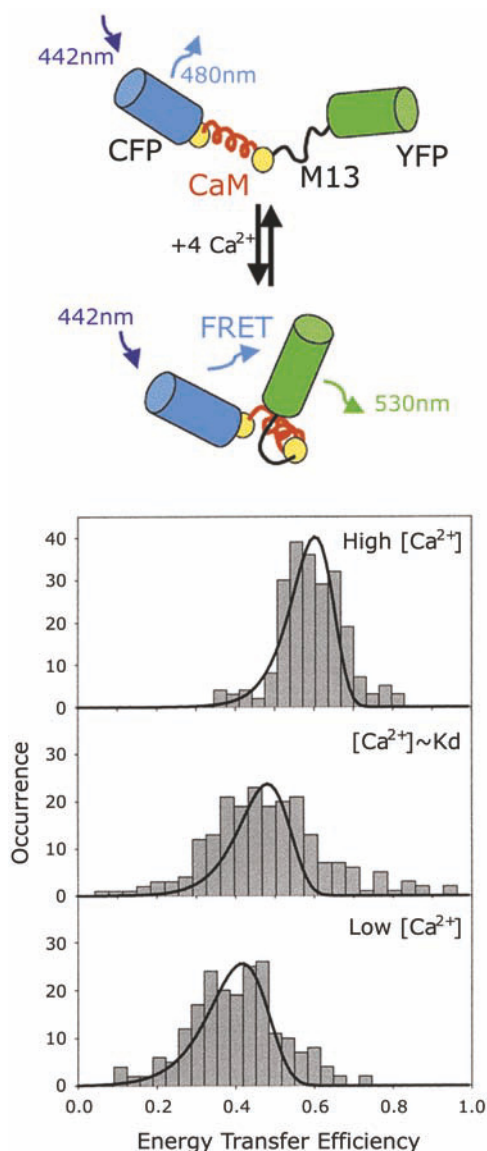 442nm
480nm
CFP
CaM
M13
YFP
+4 Ca²⁺
442nm
FRET
530nm
High [Ca²⁺]
40
30
20
10
0
[Ca²⁺]~Kd
30
20
10
0
Occurrence
Low [Ca²⁺]
30
20
10
0
0.0 0.2 0.4 0.6 0.8 1.0
Energy Transfer Efficiency